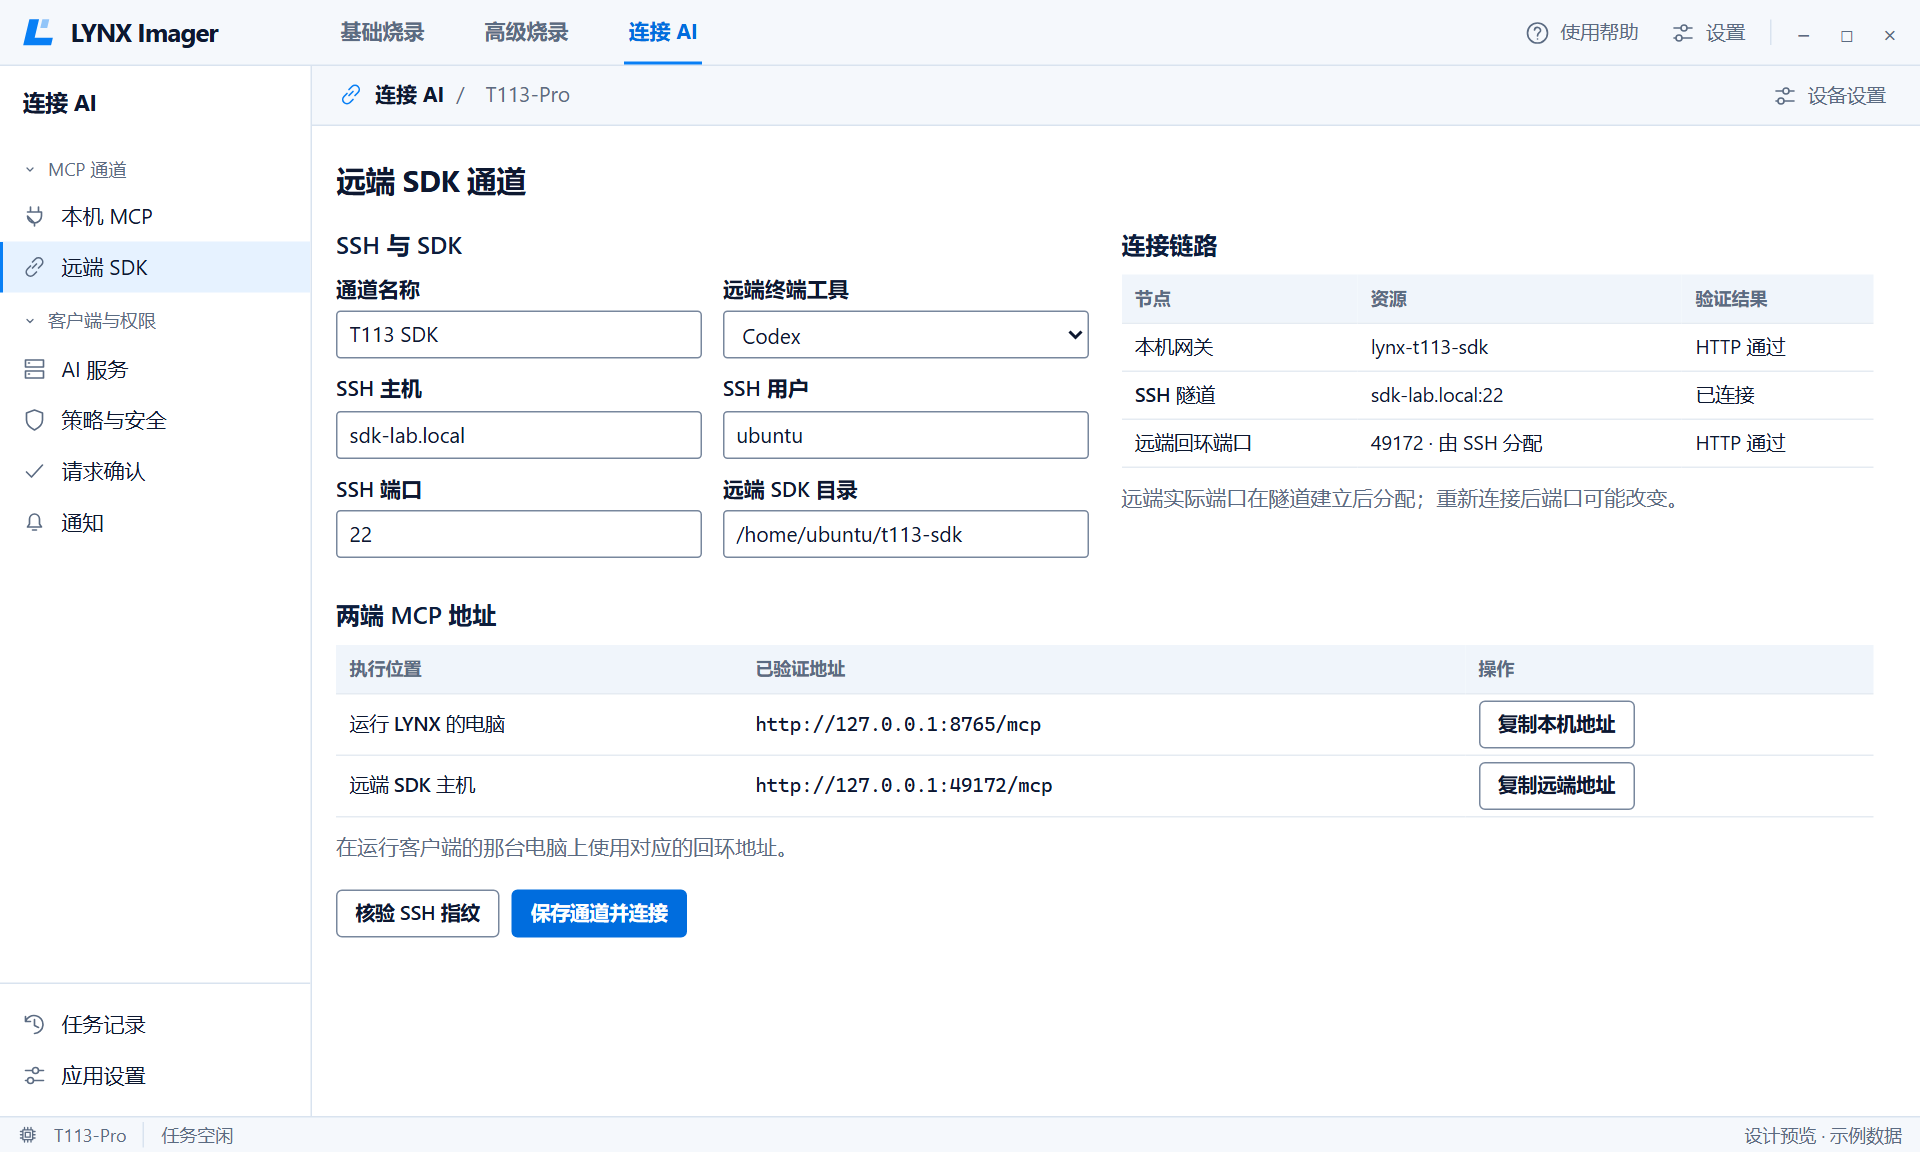 LYNX Imager
基础烧录
高级烧录
连接 AI
使用帮助
设置
连接 AI
MCP 通道
本机 MCP
远端 SDK
客户端与权限
AI 服务
策略与安全
请求确认
通知
任务记录
应用设置
连接 AI / T113-Pro
设备设置
远端 SDK 通道
SSH 与 SDK
通道名称
远端终端工具
T113 SDK
Codex
SSH 主机
SSH 用户
sdk-lab.local
ubuntu
SSH 端口
远端 SDK 目录
22
/home/ubuntu/t113-sdk
连接链路
节点 资源 验证结果
本机网关 lynx-t113-sdk HTTP 通过
SSH 隧道 sdk-lab.local:22 已连接
远端回环端口 49172 · 由 SSH 分配 HTTP 通过
远端实际端口在隧道建立后分配；重新连接后端口可能改变。
两端 MCP 地址
执行位置 已验证地址 操作
运行 LYNX 的电脑 http://127.0.0.1:8765/mcp 复制本机地址
远端 SDK 主机 http://127.0.0.1:49172/mcp 复制远端地址
在运行客户端的那台电脑上使用对应的回环地址。
核验 SSH 指纹
保存通道并连接
T113-Pro
任务空闲
设计预览 · 示例数据